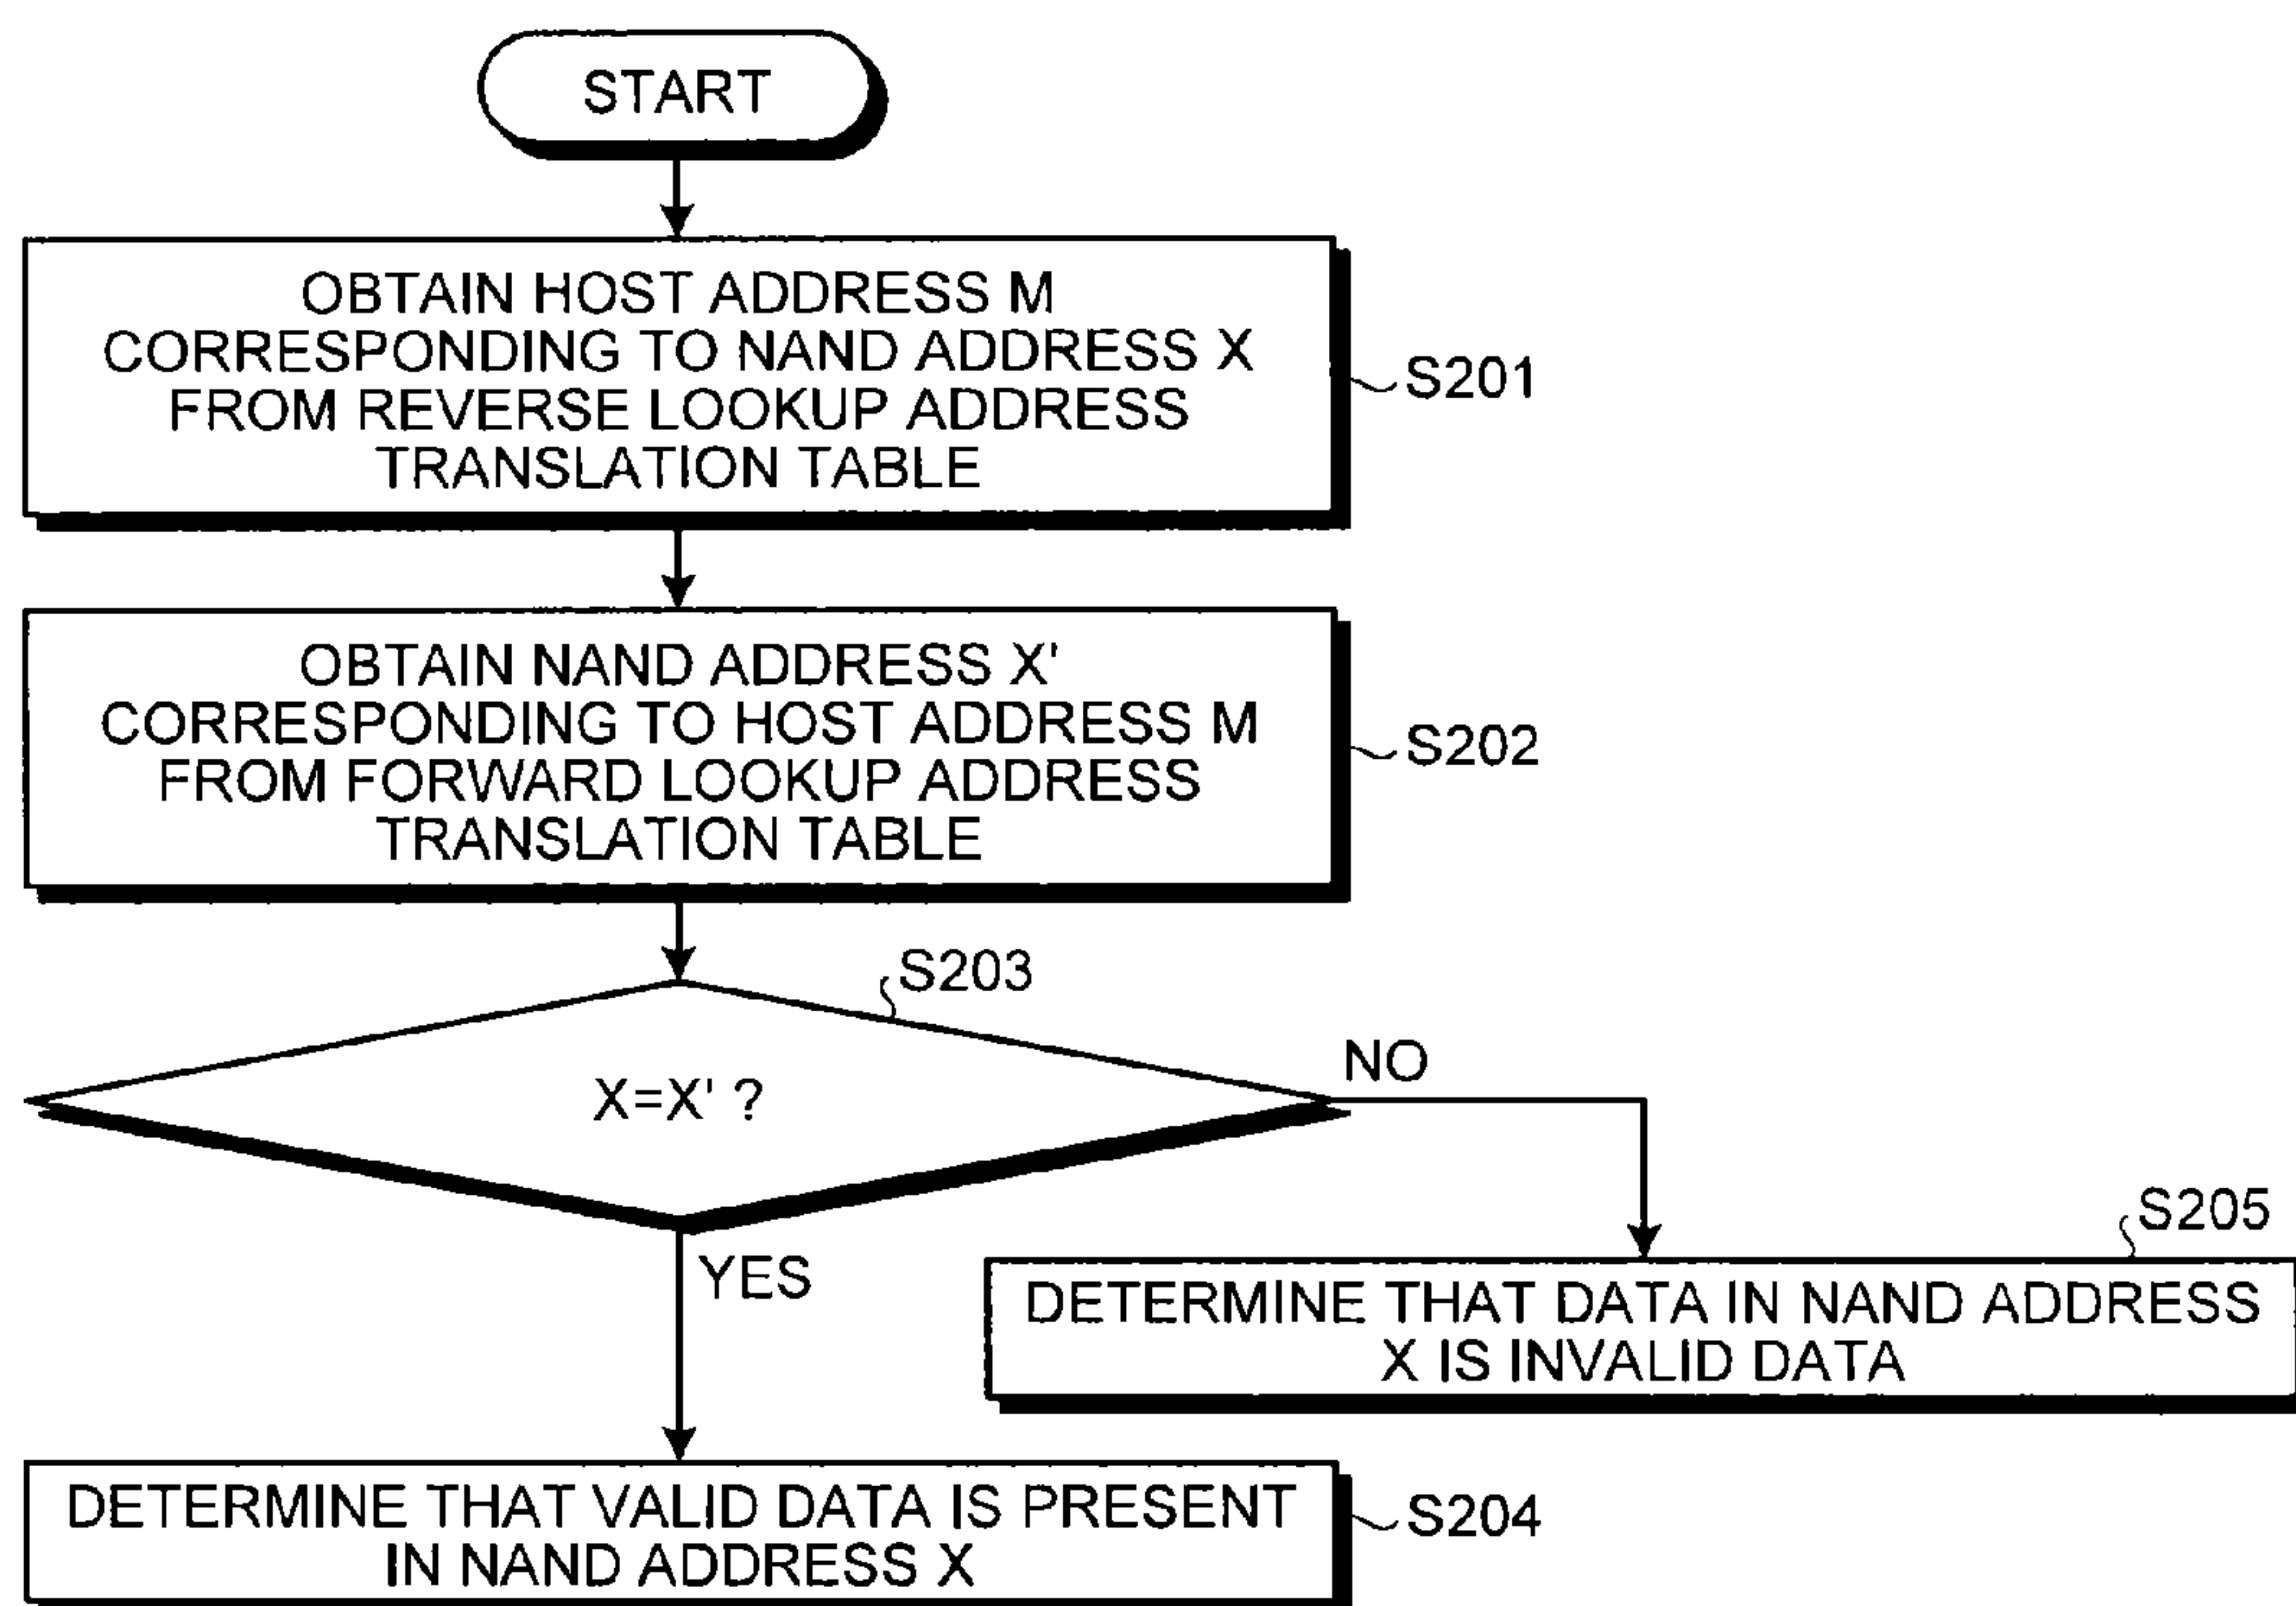 START
OBTAIN HOST ADDRESS M
CORRESPONDING TO NAND ADDRESS X
FROM REVERSE LOOKUP ADDRESS
TRANSLATION TABLE
S201
OBTAIN NAND ADDRESS X'
CORRESPONDING TO HOST ADDRESS M
FROM FORWARD LOOKUP ADDRESS
TRANSLATION TABLE
S202
S203
X=X' ?
NO
YES
S205
DETERMINE THAT DATA IN NAND ADDRESS
X IS INVALID DATA
DETERMINE THAT VALID DATA IS PRESENT
IN NAND ADDRESS X
S204